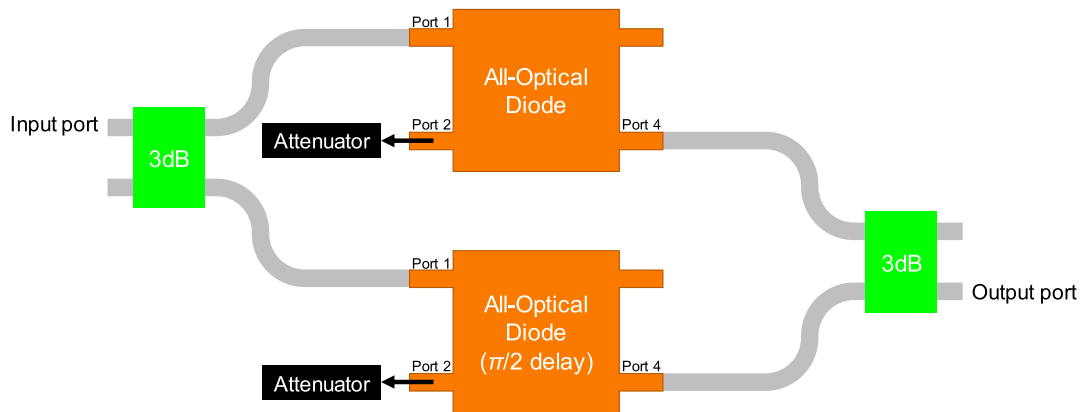 Port 1
All-Optical
Diode
Input port
3dB
Attenuator
Port 2
Port 4
3dB
Output port
Port 1
All-Optical
Diode
(π/2 delay)
Attenuator
Port 2
Port 4